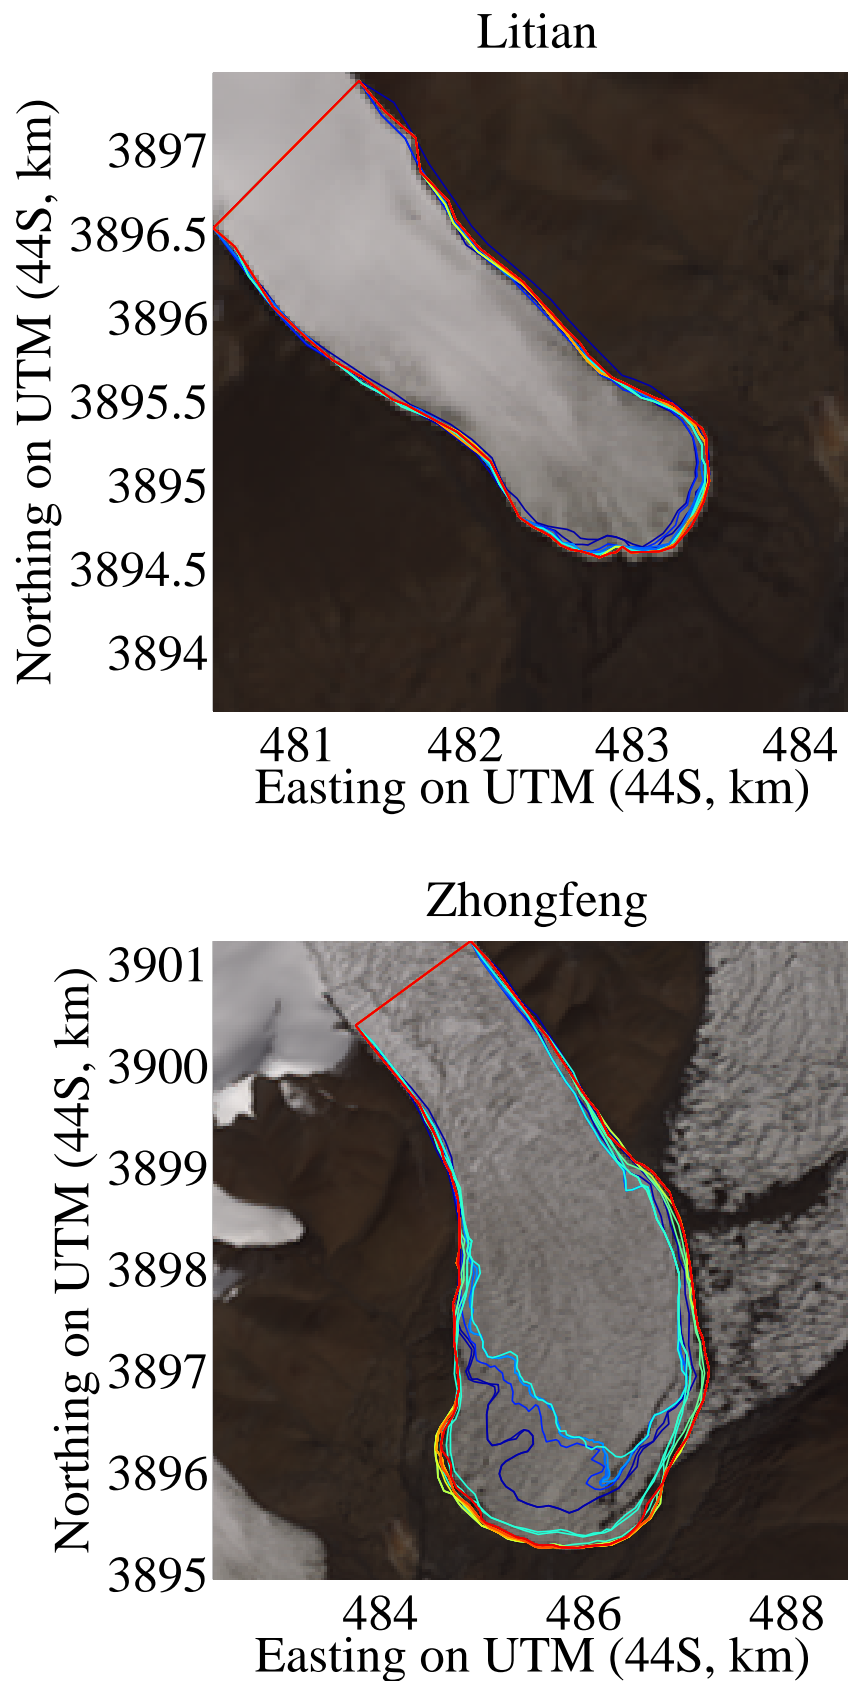 Litian
Northing on UTM (44S, km)
3897
3896.5
3896
3895.5
3895
3894.5
3894
481 482 483 484
Easting on UTM (44S, km)
Zhongfeng
Northing on UTM (44S, km)
3901
3900
3899
3898
3897
3896
3895
484 486 488
Easting on UTM (44S, km)